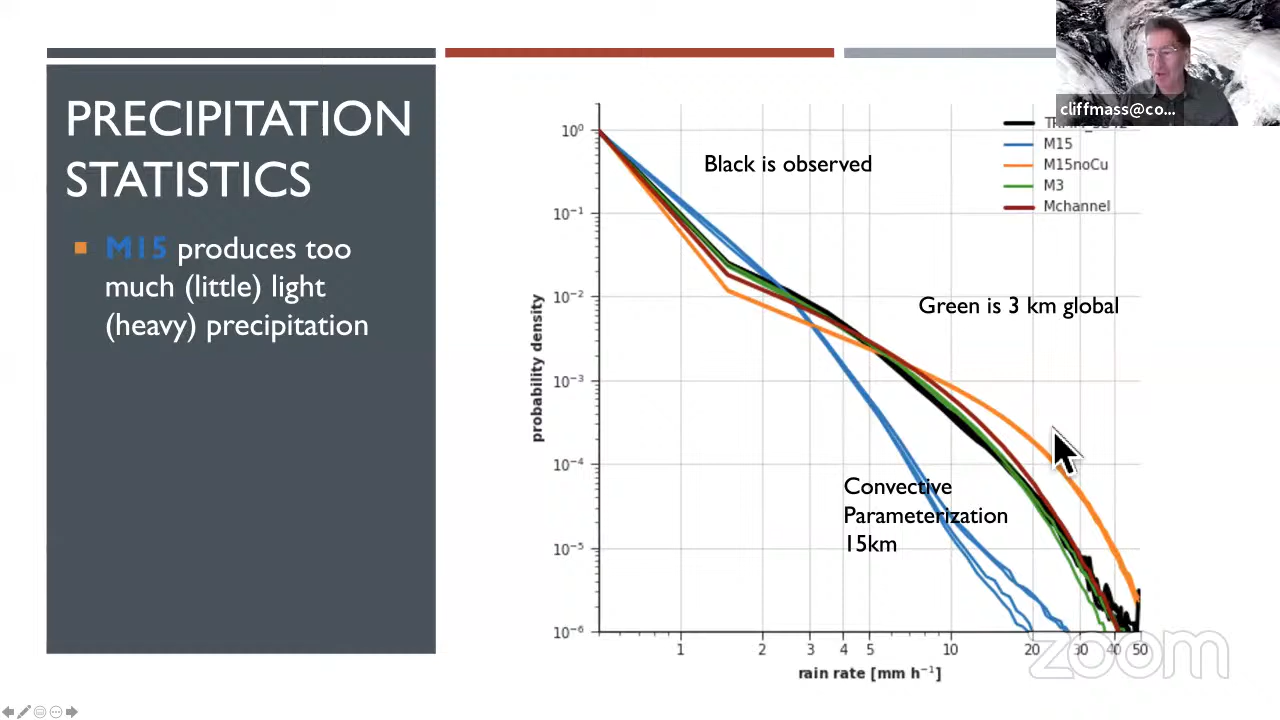 PRECIPITATION
STATISTICS
M15 produces too
much (little) light
(heavy) precipitation
cliffmass@co...
M15
M15noCu
M3
Mchannel
Black is observed
Green is 3 km global
Convective
Parameterization
15km
probability density
10⁰
10⁻¹
10⁻²
10⁻³
10⁻⁴
10⁻⁵
10⁻⁶
1 2 3 4 5 10 20 30 40 50
rain rate [mm h⁻¹]
zoom